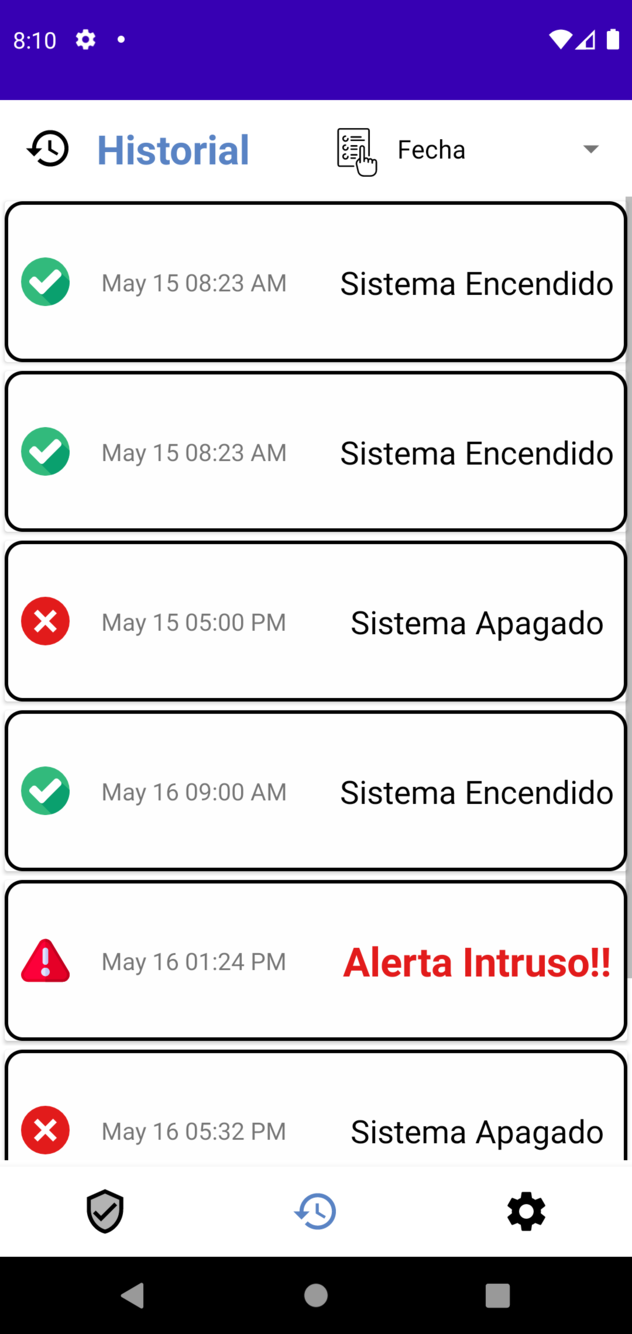 8:10
Historial
Fecha
May 15 08:23 AM Sistema Encendido
May 15 08:23 AM Sistema Encendido
May 15 05:00 PM Sistema Apagado
May 16 09:00 AM Sistema Encendido
May 16 01:24 PM Alerta Intruso!!
May 16 05:32 PM Sistema Apagado